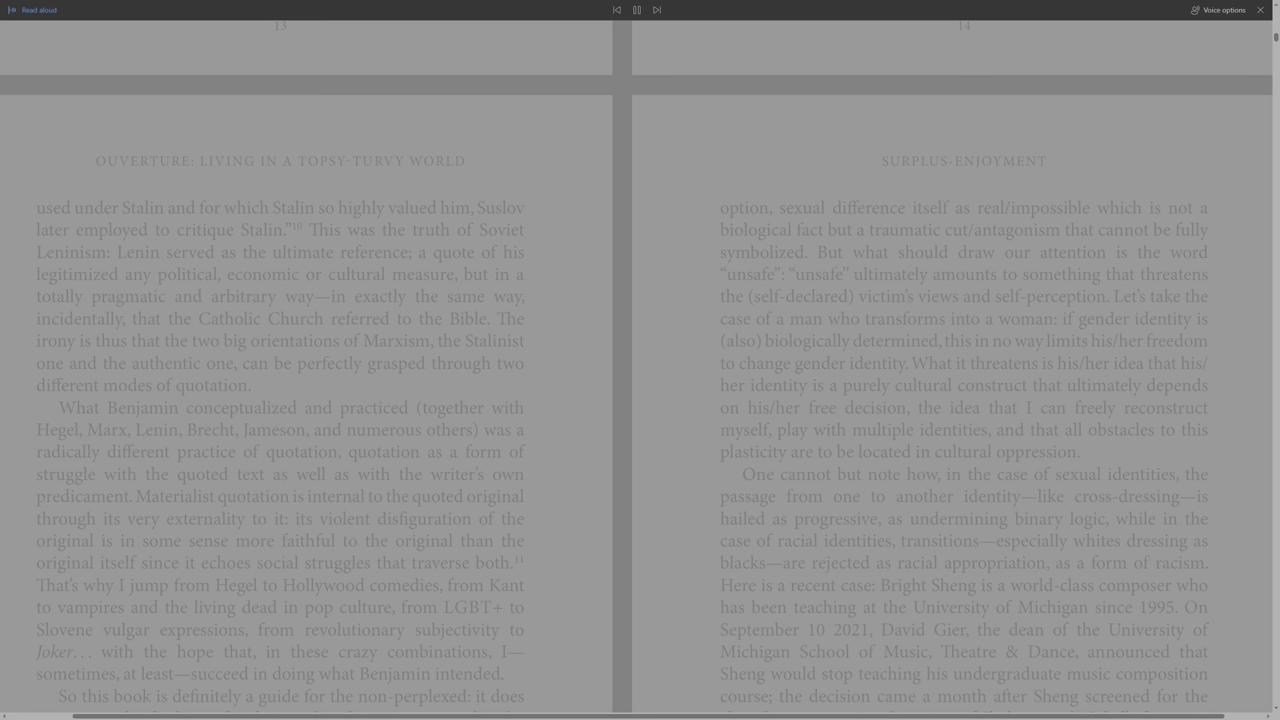 Read aloud
Voice options
13
14
OUVERTURE: LIVING IN A TOPSY-TURVY WORLD
used under Stalin and for which Stalin so highly valued him, Suslov
later employed to critique Stalin.”10 This was the truth of Soviet
Leninism: Lenin served as the ultimate reference; a quote of his
legitimized any political, economic or cultural measure, but in a
totally pragmatic and arbitrary way—in exactly the same way,
incidentally, that the Catholic Church referred to the Bible. The
irony is thus that the two big orientations of Marxism, the Stalinist
one and the authentic one, can be perfectly grasped through two
different modes of quotation.
What Benjamin conceptualized and practiced (together with
Hegel, Marx, Lenin, Brecht, Jameson, and numerous others) was a
radically different practice of quotation, quotation as a form of
struggle with the quoted text as well as with the writer’s own
predicament. Materialist quotation is internal to the quoted original
through its very externality to it: its violent disfiguration of the
original is in some sense more faithful to the original than the
original itself since it echoes social struggles that traverse both.11
That’s why I jump from Hegel to Hollywood comedies, from Kant
to vampires and the living dead in pop culture, from LGBT+ to
Slovene vulgar expressions, from revolutionary subjectivity to
Joker. . . with the hope that, in these crazy combinations, I—
sometimes, at least—succeed in doing what Benjamin intended.
So this book is definitely a guide for the non-perplexed: it does
SURPLUS-ENJOYMENT
option, sexual difference itself as real/impossible which is not a
biological fact but a traumatic cut/antagonism that cannot be fully
symbolized. But what should draw our attention is the word
“unsafe”: “unsafe” ultimately amounts to something that threatens
the (self-declared) victim’s views and self-perception. Let’s take the
case of a man who transforms into a woman: if gender identity is
(also) biologically determined, this in no way limits his/her freedom
to change gender identity. What it threatens is his/her idea that his/
her identity is a purely cultural construct that ultimately depends
on his/her free decision, the idea that I can freely reconstruct
myself, play with multiple identities, and that all obstacles to this
plasticity are to be located in cultural oppression.
One cannot but note how, in the case of sexual identities, the
passage from one to another identity—like cross-dressing—is
hailed as progressive, as undermining binary logic, while in the
case of racial identities, transitions—especially whites dressing as
blacks—are rejected as racial appropriation, as a form of racism.
Here is a recent case: Bright Sheng is a world-class composer who
has been teaching at the University of Michigan since 1995. On
September 10 2021, David Gier, the dean of the University of
Michigan School of Music, Theatre & Dance, announced that
Sheng would stop teaching his undergraduate music composition
course; the decision came a month after Sheng screened for the